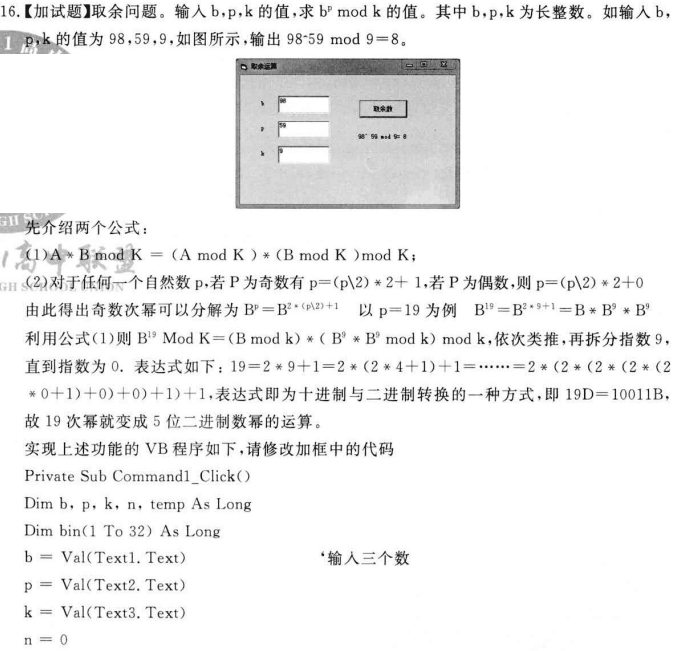 16.【加试题】取余问题。输入 b,p,k 的值,求 bᵖ mod k 的值。其中 b,p,k 为长整数。如输入 b,
p,k 的值为 98,59,9,如图所示,输出 98^59 mod 9=8。
取余运算
b 98
取余数
p 59
98^ 59 mod 9= 8
k 9
先介绍两个公式:
(1)A * B mod K = (A mod K ) * (B mod K )mod K;
(2)对于任何一个自然数 p,若 P 为奇数有 p=(p\2) * 2+ 1,若 P 为偶数,则 p=(p\2) * 2+0
由此得出奇数次幂可以分解为 Bᵖ=B²*⁽ᵖ\²⁾⁺¹ 以 p=19 为例 B¹⁹=B²*⁹⁺¹=B * B⁹ * B⁹
利用公式(1)则 B¹⁹ Mod K=(B mod k) * ( B⁹ * B⁹ mod k) mod k,依次类推,再拆分指数 9,
直到指数为 0. 表达式如下:19=2 * 9+1=2 * (2 * 4+1)+1=……=2 * (2 * (2 * (2 * (2
* 0+1)+0)+0)+1)+1,表达式即为十进制与二进制转换的一种方式,即 19D=10011B,
故 19 次幂就变成 5 位二进制数幂的运算。
实现上述功能的 VB 程序如下,请修改加框中的代码
Private Sub Command1_Click()
Dim b, p, k, n, temp As Long
Dim bin(1 To 32) As Long
b = Val(Text1. Text) ‘输入三个数
p = Val(Text2. Text)
k = Val(Text3. Text)
n = 0